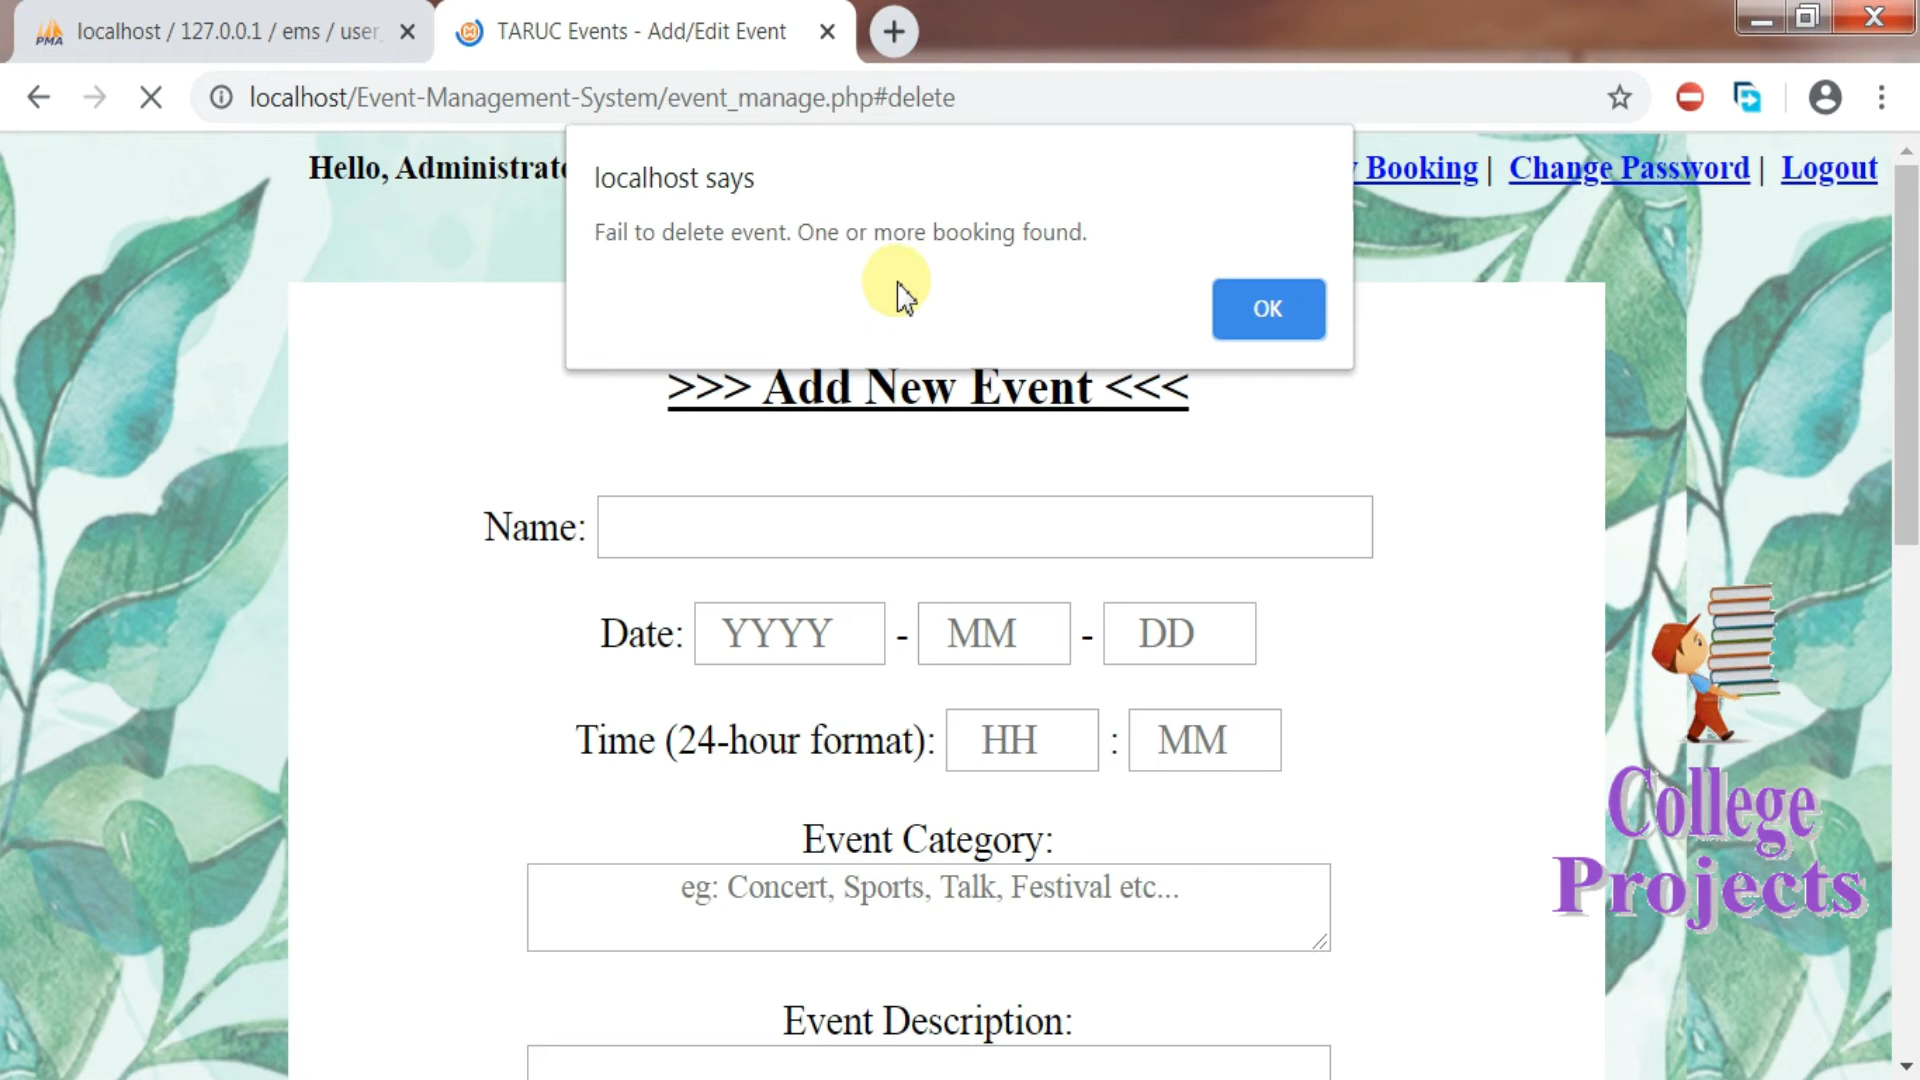 PMA localhost / 127.0.0.1 / ems / user_
TARUC Events - Add/Edit Event
localhost/Event-Management-System/event_manage.php#delete
Hello, Administrat
Booking | Change Password | Logout
localhost says
Fail to delete event. One or more booking found.
OK
>>> Add New Event <<<
Name:
Date: YYYY - MM - DD
Time (24-hour format): HH : MM
Event Category:
eg: Concert, Sports, Talk, Festival etc...
Event Description:
College
Projects